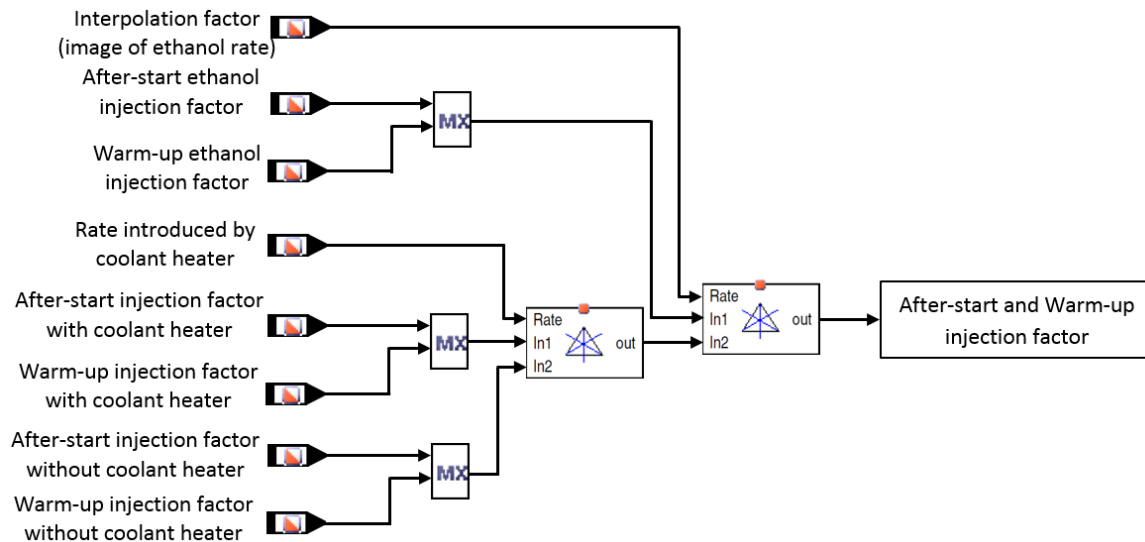 Interpolation factor
(image of ethanol rate)
After-start ethanol
injection factor
MX
Warm-up ethanol
injection factor
Rate introduced by
coolant heater
After-start injection factor
with coolant heater
MX
Warm-up injection factor
with coolant heater
After-start injection factor
without coolant heater
MX
Warm-up injection factor
without coolant heater
Rate
In1
out
In2
Rate
In1
out
In2
After-start and Warm-up
injection factor